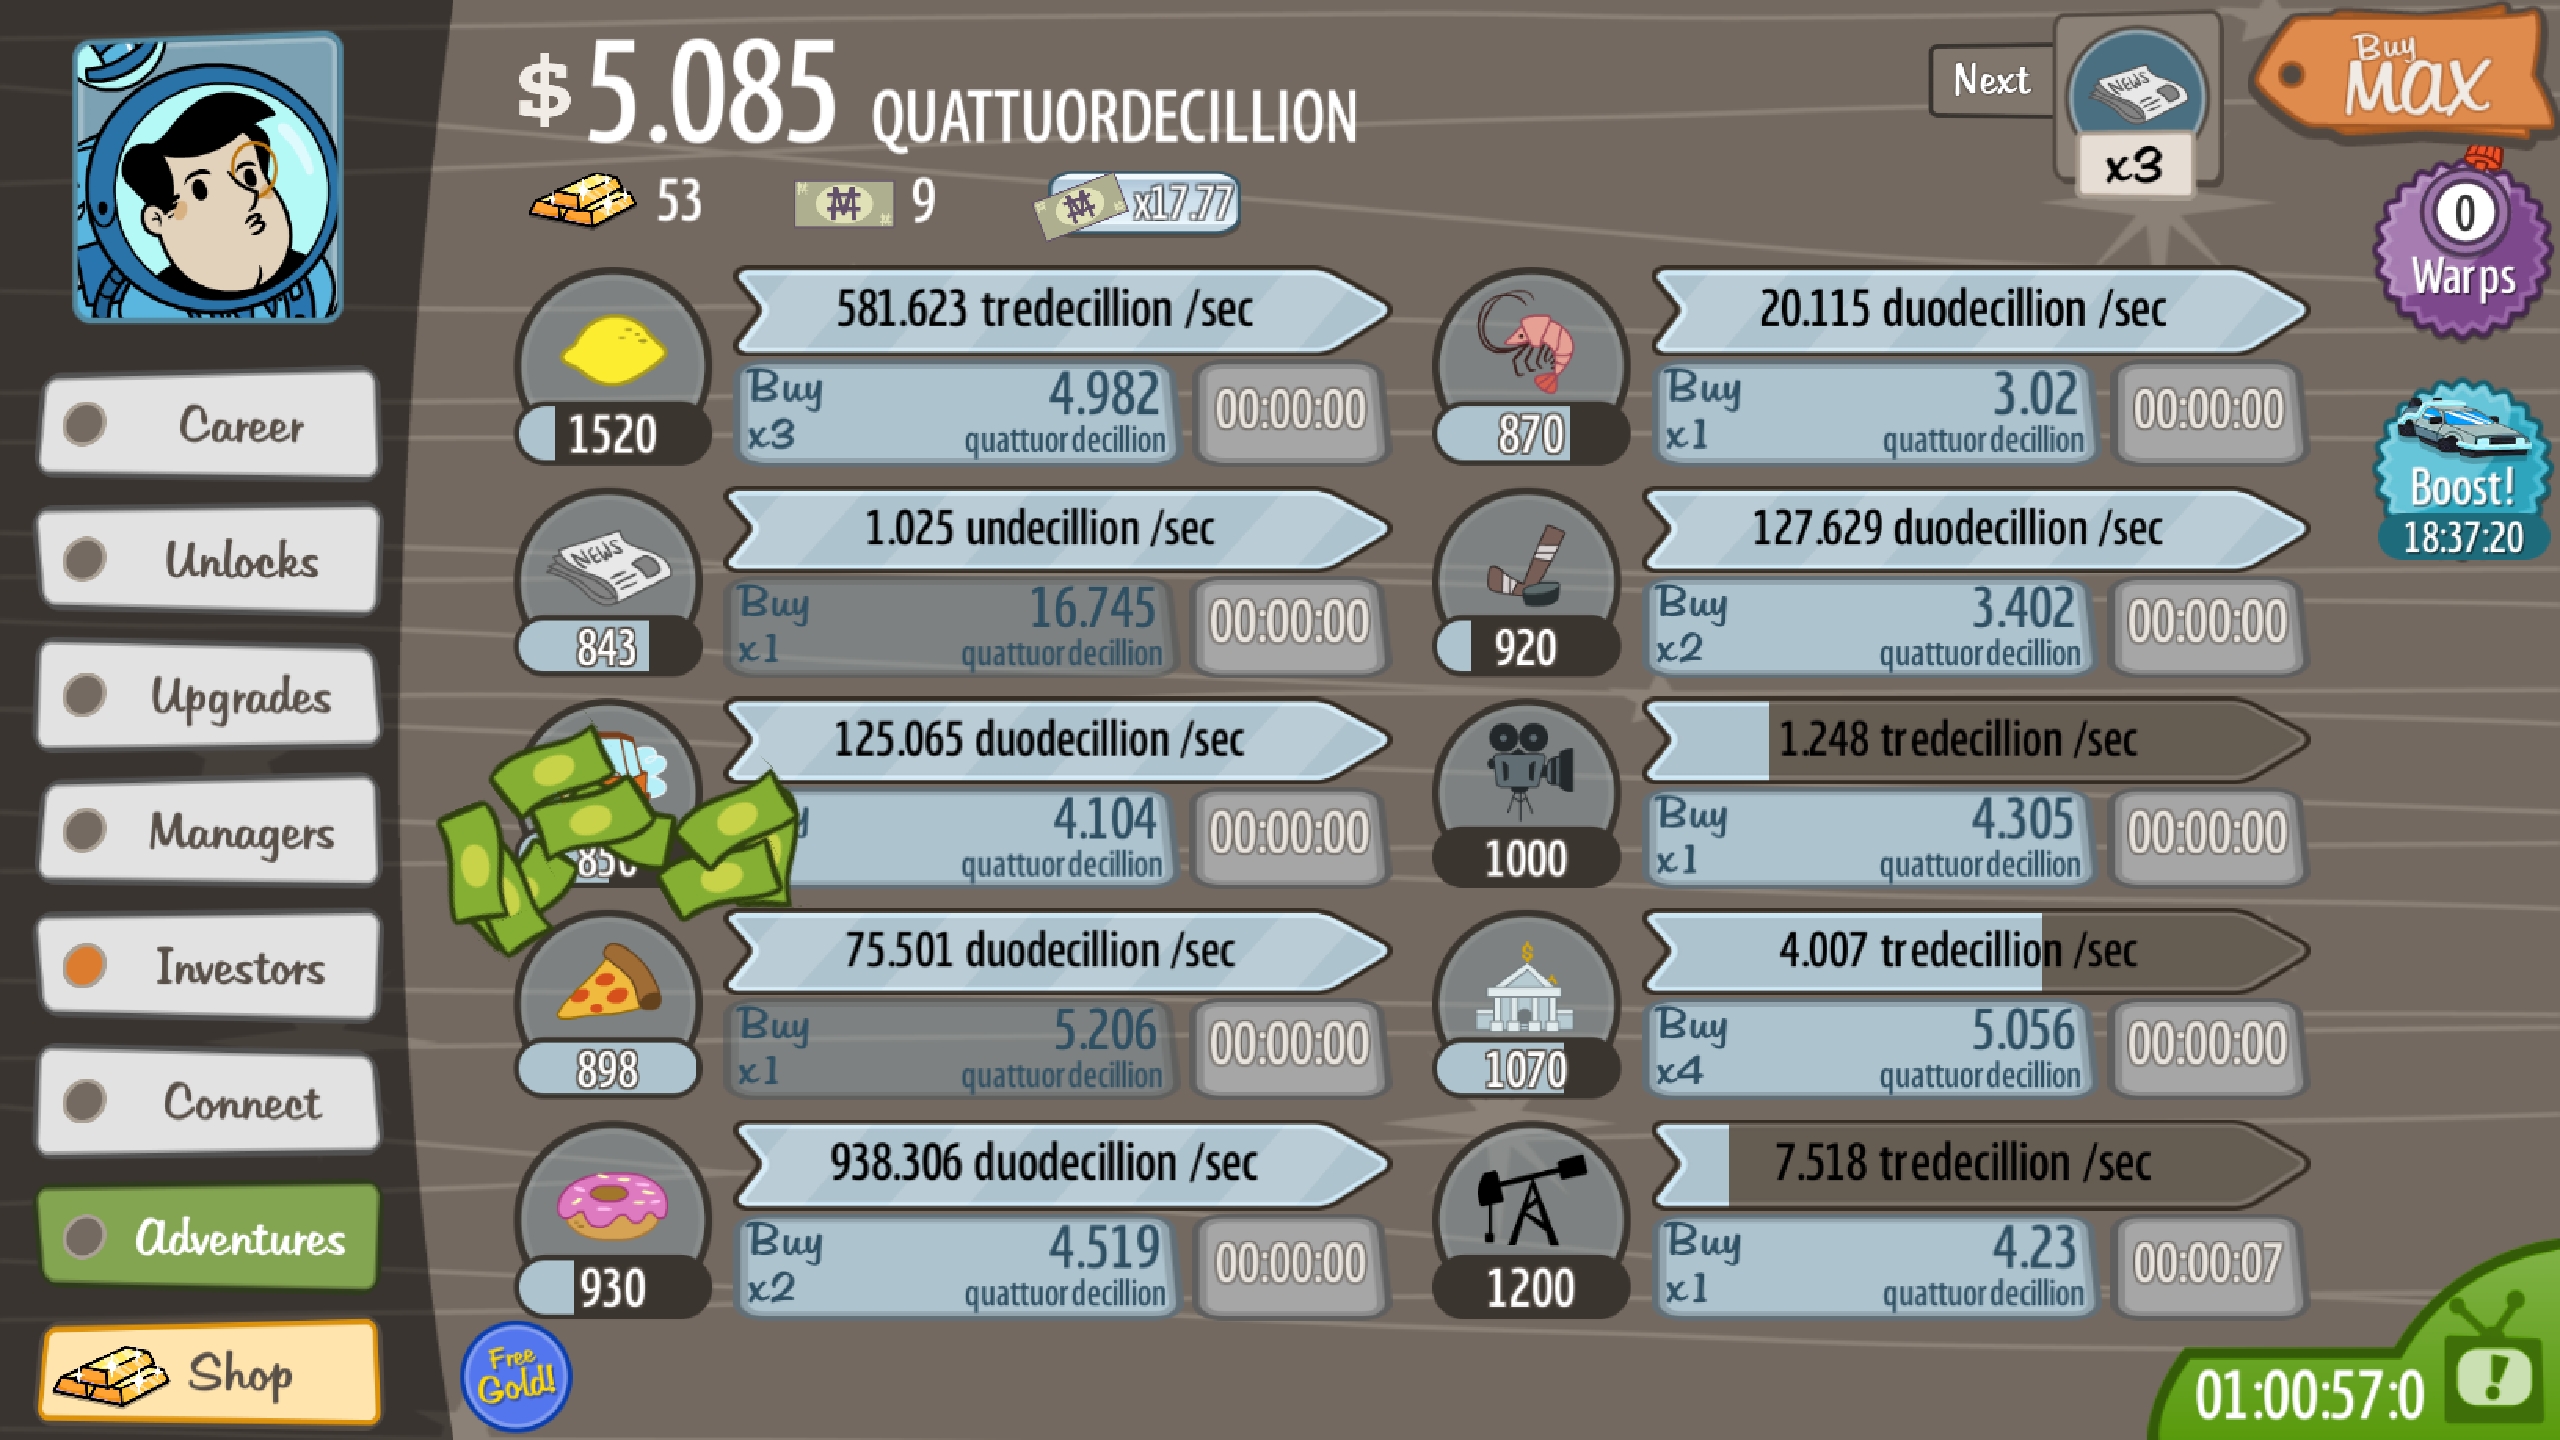 $5.085 QUATTUORDECILLION
Next
x3
Buy
MAX
53
9
x17.77
0
Warps
Boost!
18:37:20
Career
Unlocks
Upgrades
Managers
Investors
Connect
Adventures
Shop
581.623 tredecillion /sec
1520
Buy
x3
4.982
quattuordecillion
00:00:00
20.115 duodecillion /sec
870
Buy
x1
3.02
quattuordecillion
00:00:00
NEWS
1.025 undecillion /sec
843
Buy
x1
16.745
quattuordecillion
00:00:00
127.629 duodecillion /sec
920
Buy
x2
3.402
quattuordecillion
00:00:00
125.065 duodecillion /sec
4.104
quattuordecillion
00:00:00
1.248 tredecillion /sec
1000
Buy
x1
4.305
quattuordecillion
00:00:00
75.501 duodecillion /sec
898
Buy
x1
5.206
quattuordecillion
00:00:00
4.007 tredecillion /sec
1070
Buy
x4
5.056
quattuordecillion
00:00:00
938.306 duodecillion /sec
930
Buy
x2
4.519
quattuordecillion
00:00:00
7.518 tredecillion /sec
1200
Buy
x1
4.23
quattuordecillion
00:00:07
Free
Gold!
01:00:57:0